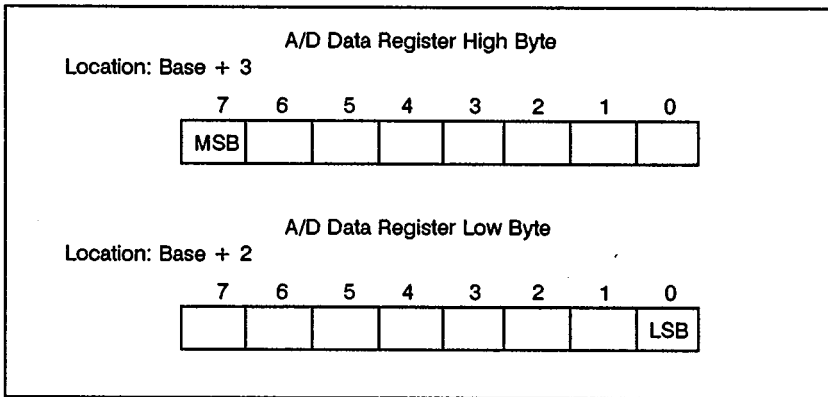 A/D Data Register High Byte
Location: Base + 3
7 6 5 4 3 2 1 0
MSB
A/D Data Register Low Byte
Location: Base + 2
7 6 5 4 3 2 1 0
LSB